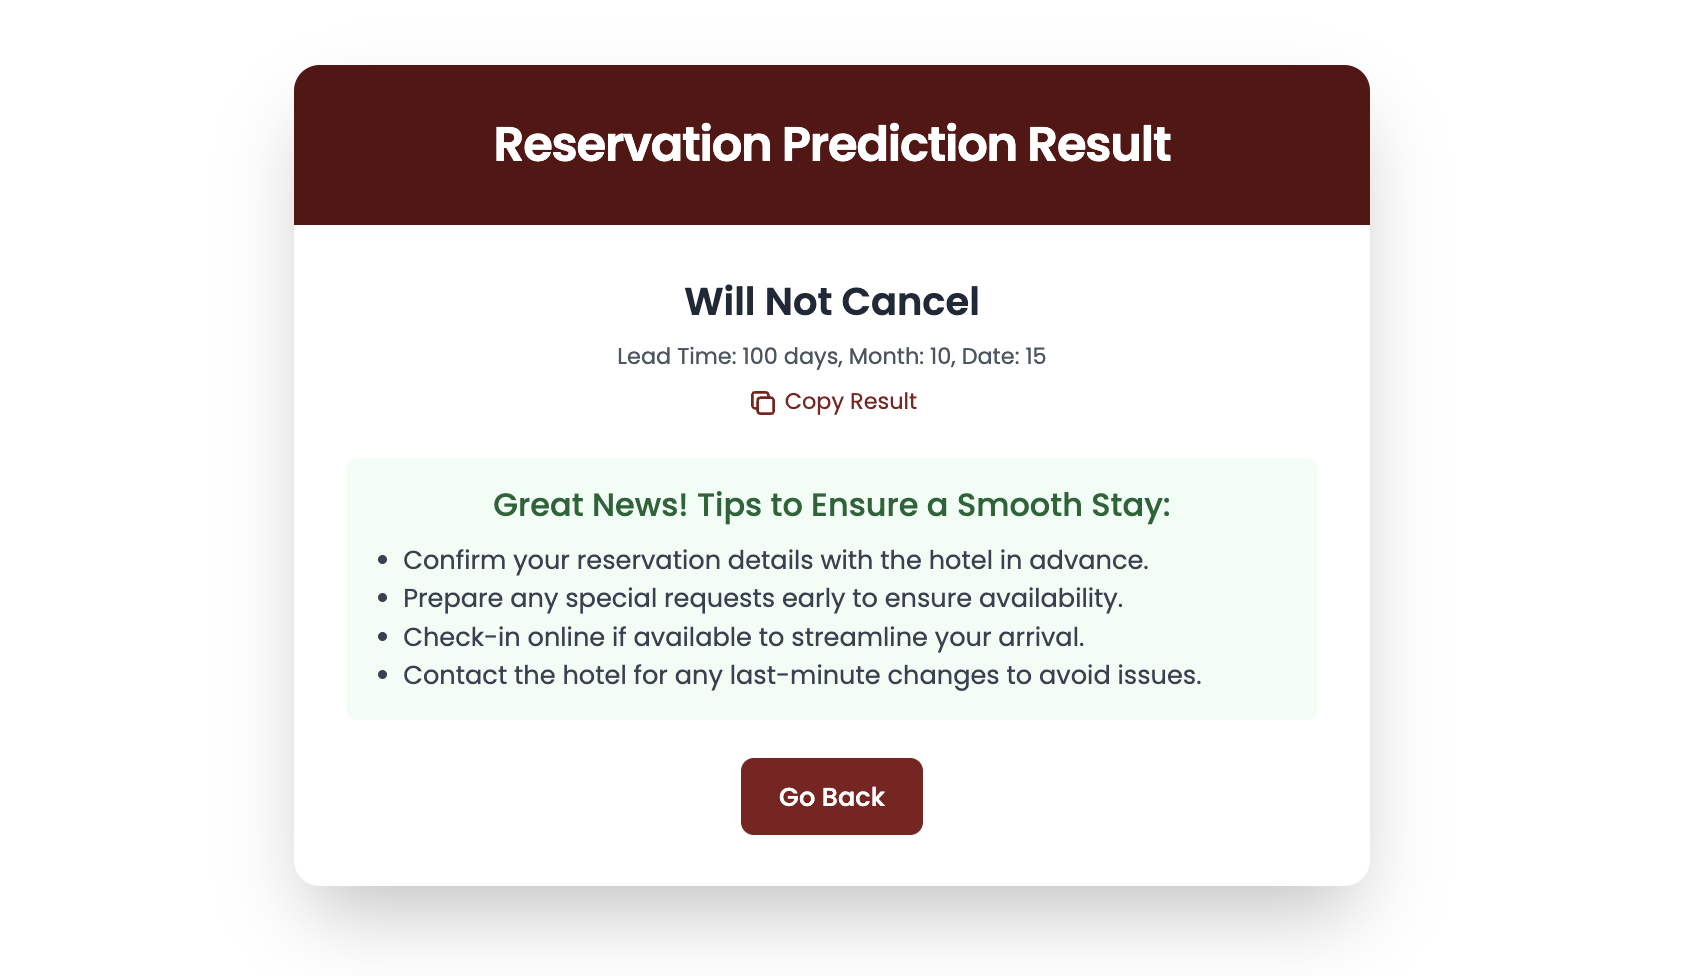 Reservation Prediction Result
Will Not Cancel
Lead Time: 100 days, Month: 10, Date: 15
Copy Result
Great News! Tips to Ensure a Smooth Stay:
• Confirm your reservation details with the hotel in advance.
• Prepare any special requests early to ensure availability.
• Check-in online if available to streamline your arrival.
• Contact the hotel for any last-minute changes to avoid issues.
Go Back